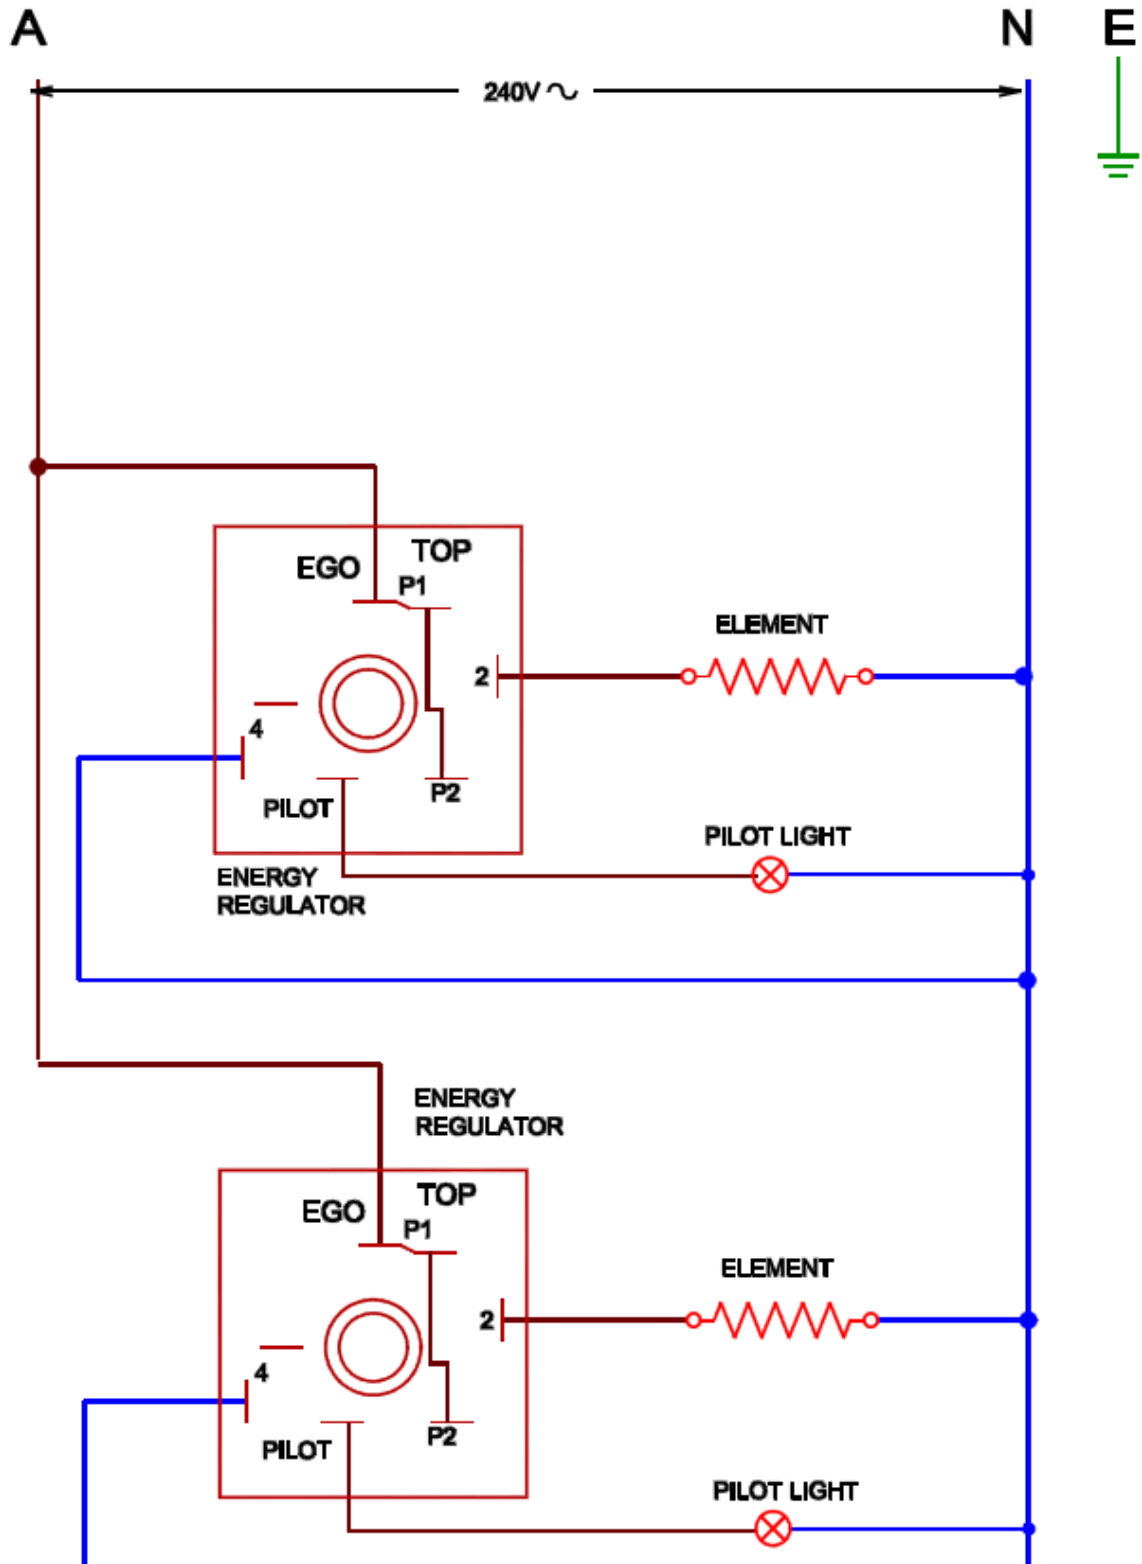 A N E
240V
TOP
EGO
P1
ELEMENT
2
4
P2
PILOT
PILOT LIGHT
ENERGY
REGULATOR
ENERGY
REGULATOR
TOP
EGO
P1
ELEMENT
2
4
P2
PILOT
PILOT LIGHT